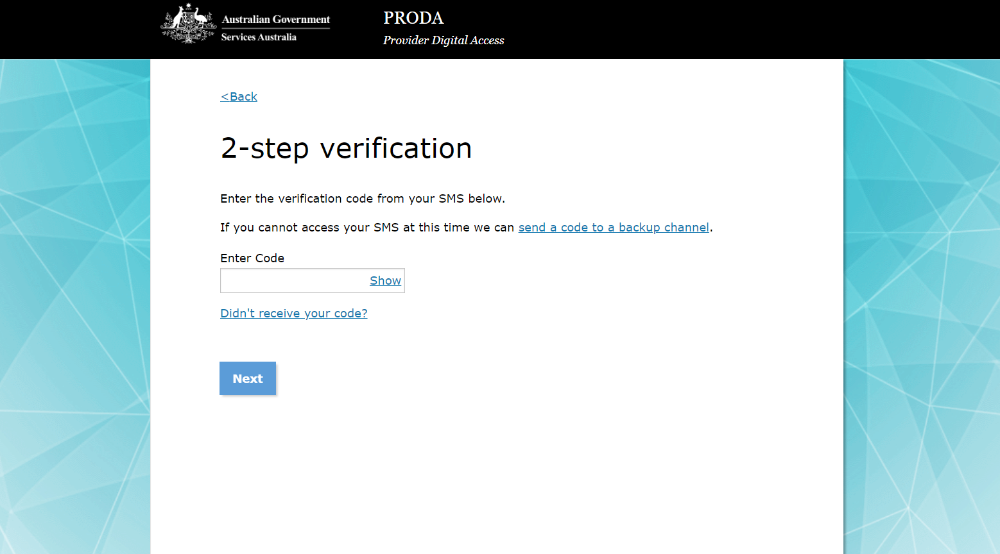 Australian Government
Services Australia
PRODA
Provider Digital Access
<Back
2-step verification
Enter the verification code from your SMS below.
If you cannot access your SMS at this time we can send a code to a backup channel.
Enter Code
Show
Didn't receive your code?
Next